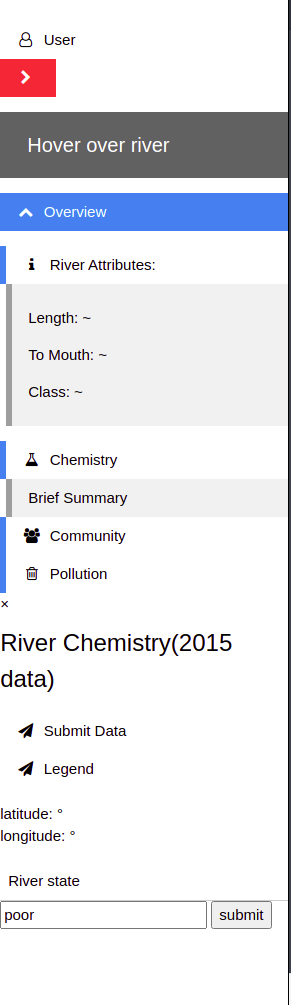 User
Hover over river
Overview
River Attributes:
Length: ~
To Mouth: ~
Class: ~
Chemistry
Brief Summary
Community
Pollution
×
River Chemistry(2015
data)
Submit Data
Legend
latitude: °
longitude: °
River state
poor submit